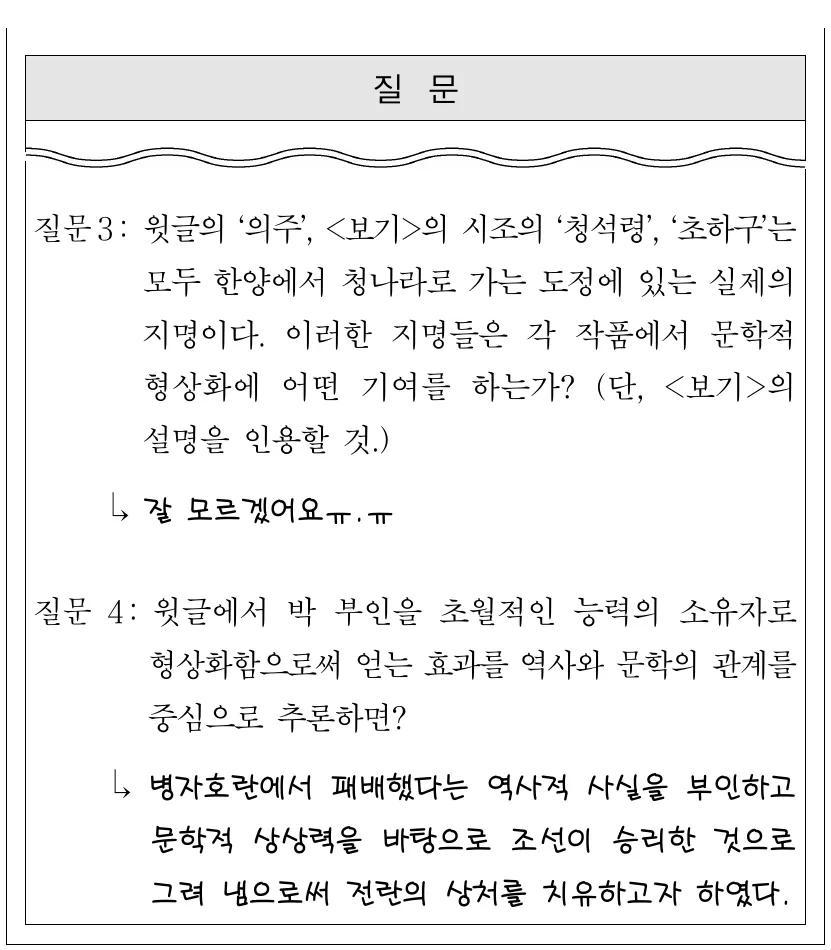 질 문
질문 3 : 윗글의 ‘의주’, <보기>의 시조의 ‘청석령’, ‘초하구’는
모두 한양에서 청나라로 가는 도정에 있는 실제의
지명이다. 이러한 지명들은 각 작품에서 문학적
형상화에 어떤 기여를 하는가? (단, <보기>의
설명을 인용할 것.)
↳ 잘 모르겠어요ㅠ.ㅠ
질문 4 : 윗글에서 박 부인을 초월적인 능력의 소유자로
형상화함으로써 얻는 효과를 역사와 문학의 관계를
중심으로 추론하면?
↳ 병자호란에서 패배했다는 역사적 사실을 부인하고
문학적 상상력을 바탕으로 조선이 승리한 것으로
그려 냄으로써 전란의 상처를 치유하고자 하였다.